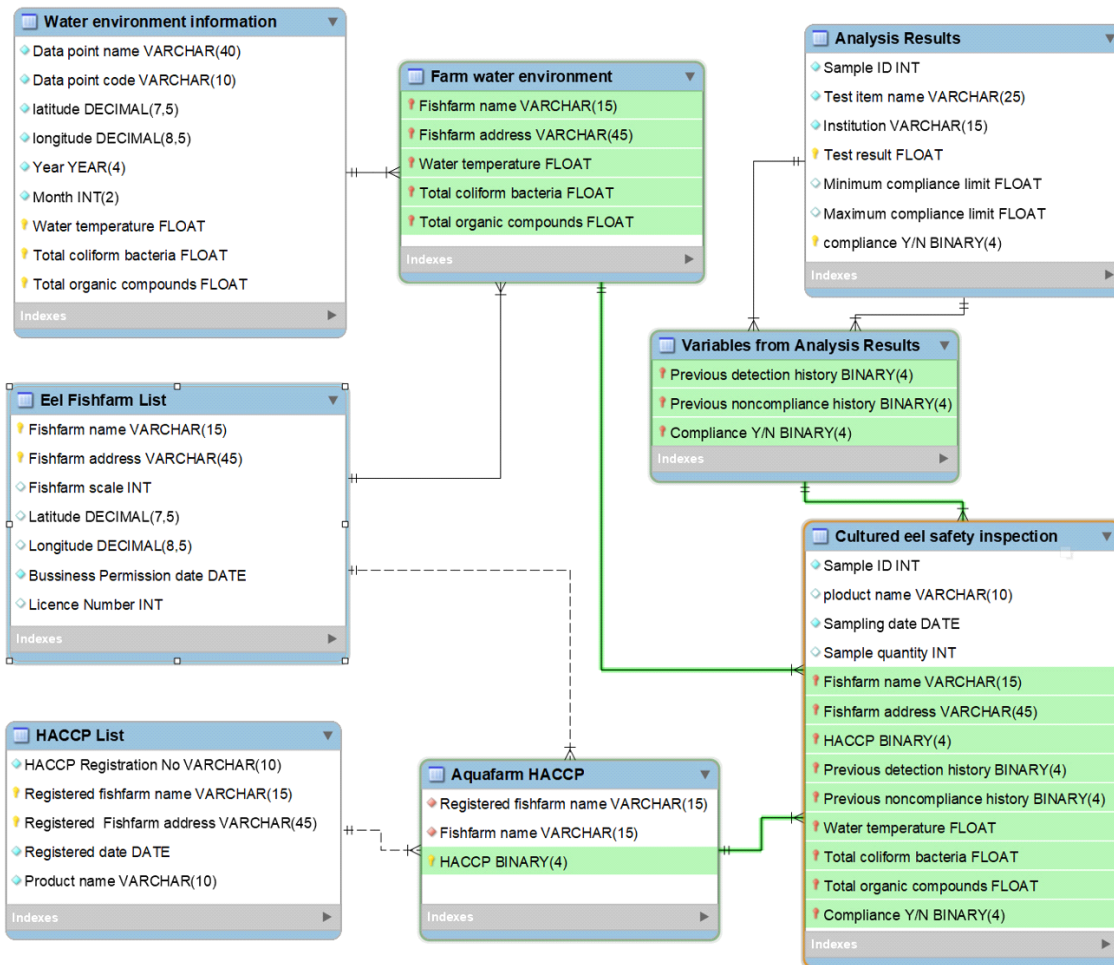 Water environment information
Data point name VARCHAR(40)
Data point code VARCHAR(10)
latitude DECIMAL(7,5)
longitude DECIMAL(8,5)
Year YEAR(4)
Month INT(2)
Water temperature FLOAT
Total coliform bacteria FLOAT
Total organic compounds FLOAT
Indexes
Farm water environment
Fishfarm name VARCHAR(15)
Fishfarm address VARCHAR(45)
Water temperature FLOAT
Total coliform bacteria FLOAT
Total organic compounds FLOAT
Indexes
Analysis Results
Sample ID INT
Test item name VARCHAR(25)
Institution VARCHAR(15)
Test result FLOAT
Minimum compliance limit FLOAT
Maximum compliance limit FLOAT
compliance Y/N BINARY(4)
Indexes
Variables from Analysis Results
Previous detection history BINARY(4)
Previous noncompliance history BINARY(4)
Compliance Y/N BINARY(4)
Indexes
Eel Fishfarm List
Fishfarm name VARCHAR(15)
Fishfarm address VARCHAR(45)
Fishfarm scale INT
Latitude DECIMAL(7,5)
Longitude DECIMAL(8,5)
Bussiness Permission date DATE
Licence Number INT
Indexes
Cultured eel safety inspection
Sample ID INT
ploduct name VARCHAR(10)
Sampling date DATE
Sample quantity INT
Fishfarm name VARCHAR(15)
Fishfarm address VARCHAR(45)
HACCP BINARY(4)
Previous detection history BINARY(4)
Previous noncompliance history BINARY(4)
Water temperature FLOAT
Total coliform bacteria FLOAT
Total organic compounds FLOAT
Compliance Y/N BINARY(4)
Indexes
HACCP List
HACCP Registration No VARCHAR(10)
Registered fishfarm name VARCHAR(15)
Registered Fishfarm address VARCHAR(45)
Registered date DATE
Product name VARCHAR(10)
Indexes
Aquafarm HACCP
Registered fishfarm name VARCHAR(15)
Fishfarm name VARCHAR(15)
HACCP BINARY(4)
Indexes